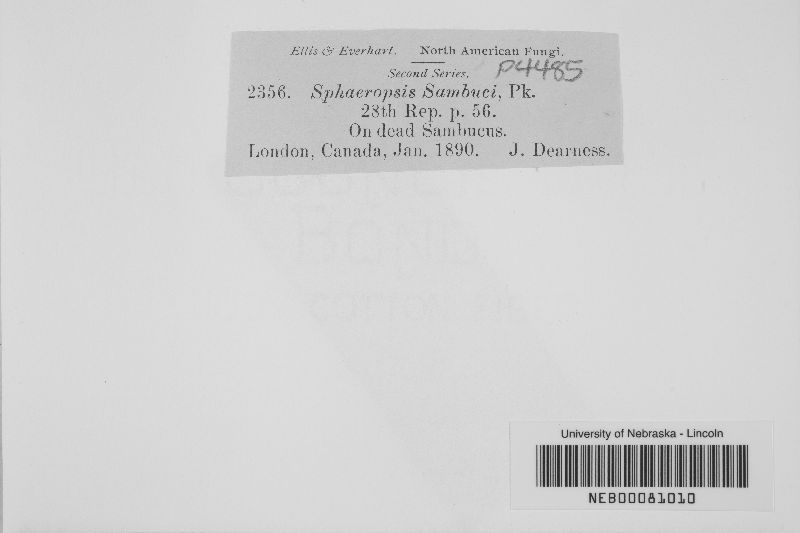 Ellis & Everhart. North American Fungi.
Second Series. P4485
2356. Sphaeropsis Sambuci, Pk.
28th Rep. p. 56.
On dead Sambucus.
London, Canada, Jan. 1890. J. Dearness.
University of Nebraska - Lincoln
NEB00081010